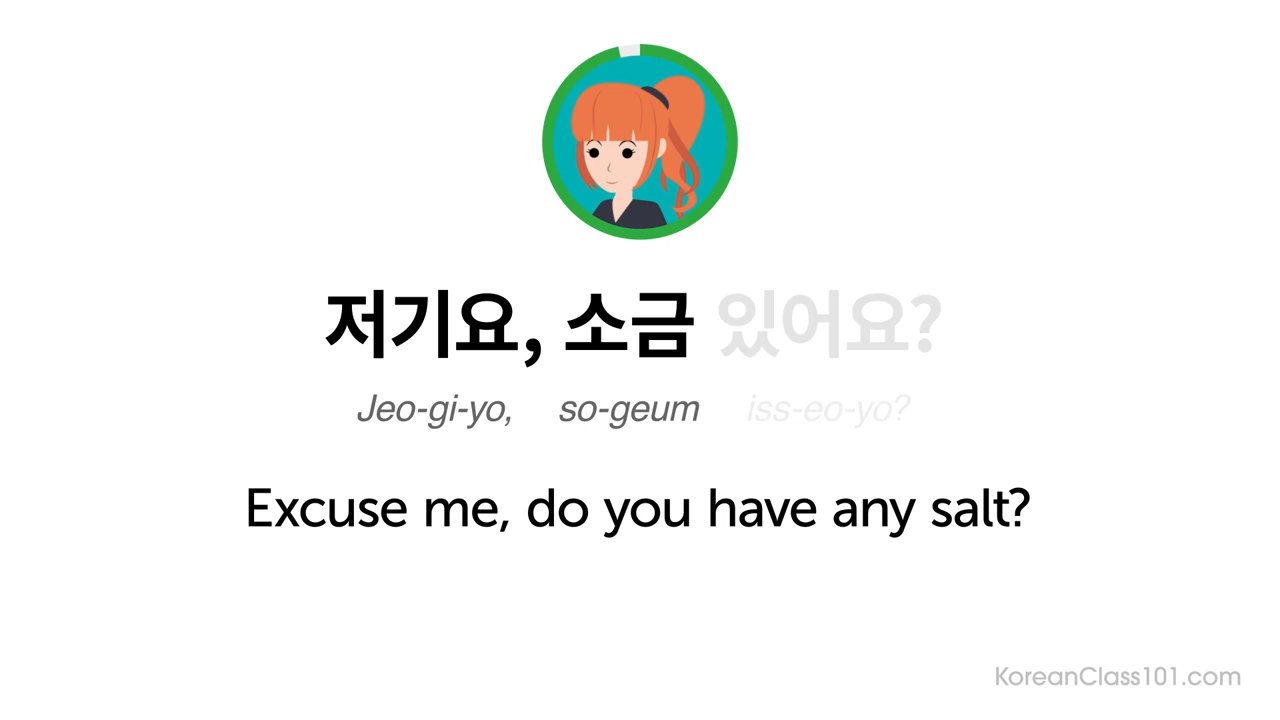 저기요, 소금 있어요?
Jeo-gi-yo, so-geum iss-eo-yo?
Excuse me, do you have any salt?
KoreanClass101.com